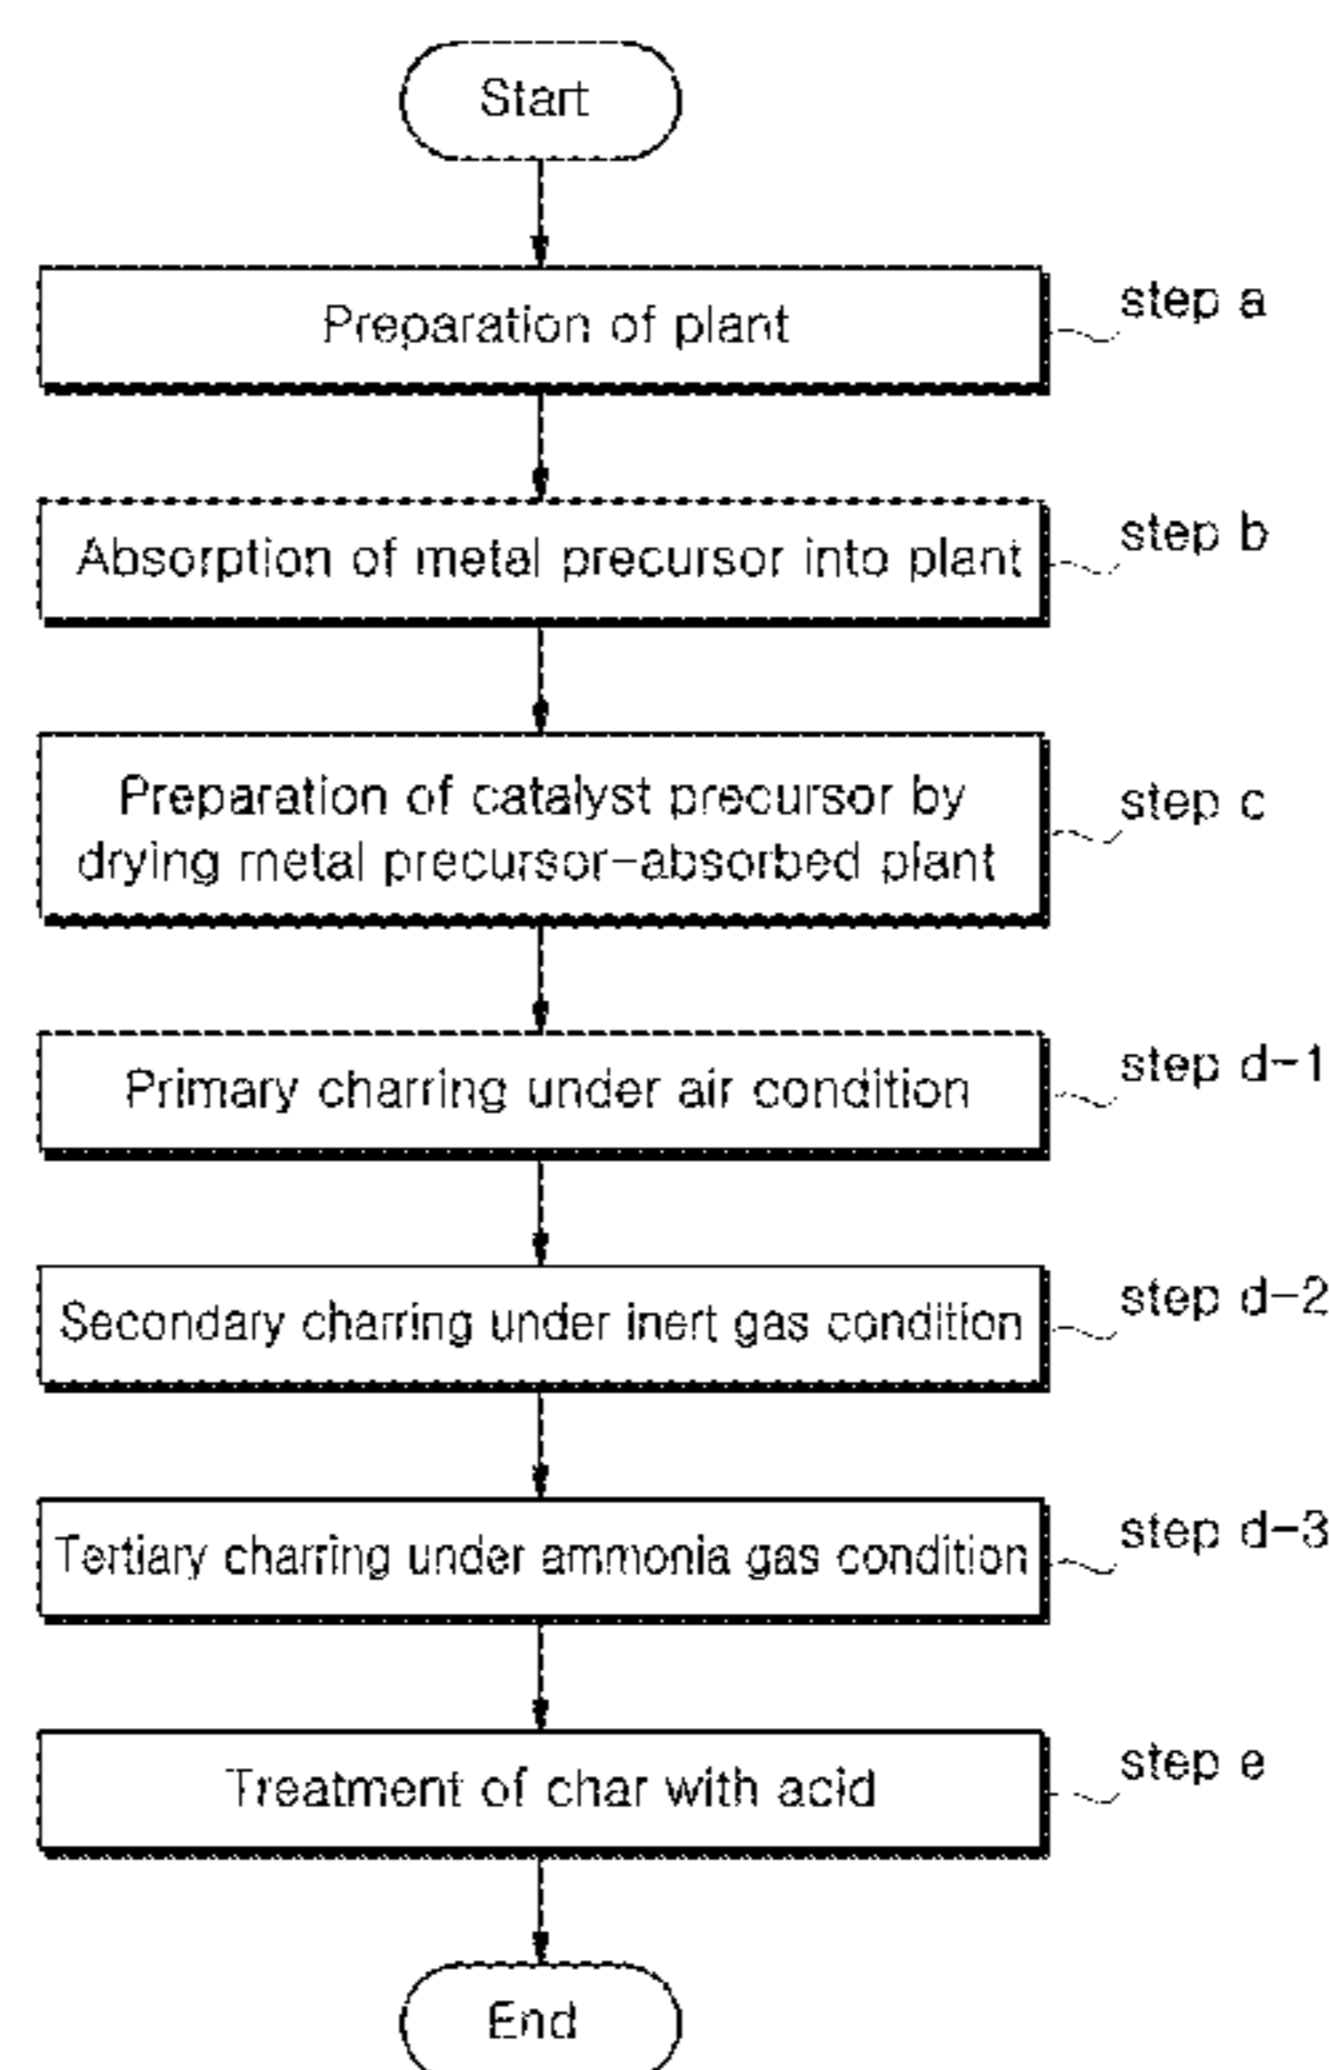 Start
Preparation of plant
step a
Absorption of metal precursor into plant
step b
Preparation of catalyst precursor by
drying metal precursor-absorbed plant
step c
Primary charring under air condition
step d-1
Secondary charring under inert gas condition
step d-2
Tertiary charring under ammonia gas condition
step d-3
Treatment of char with acid
step e
End